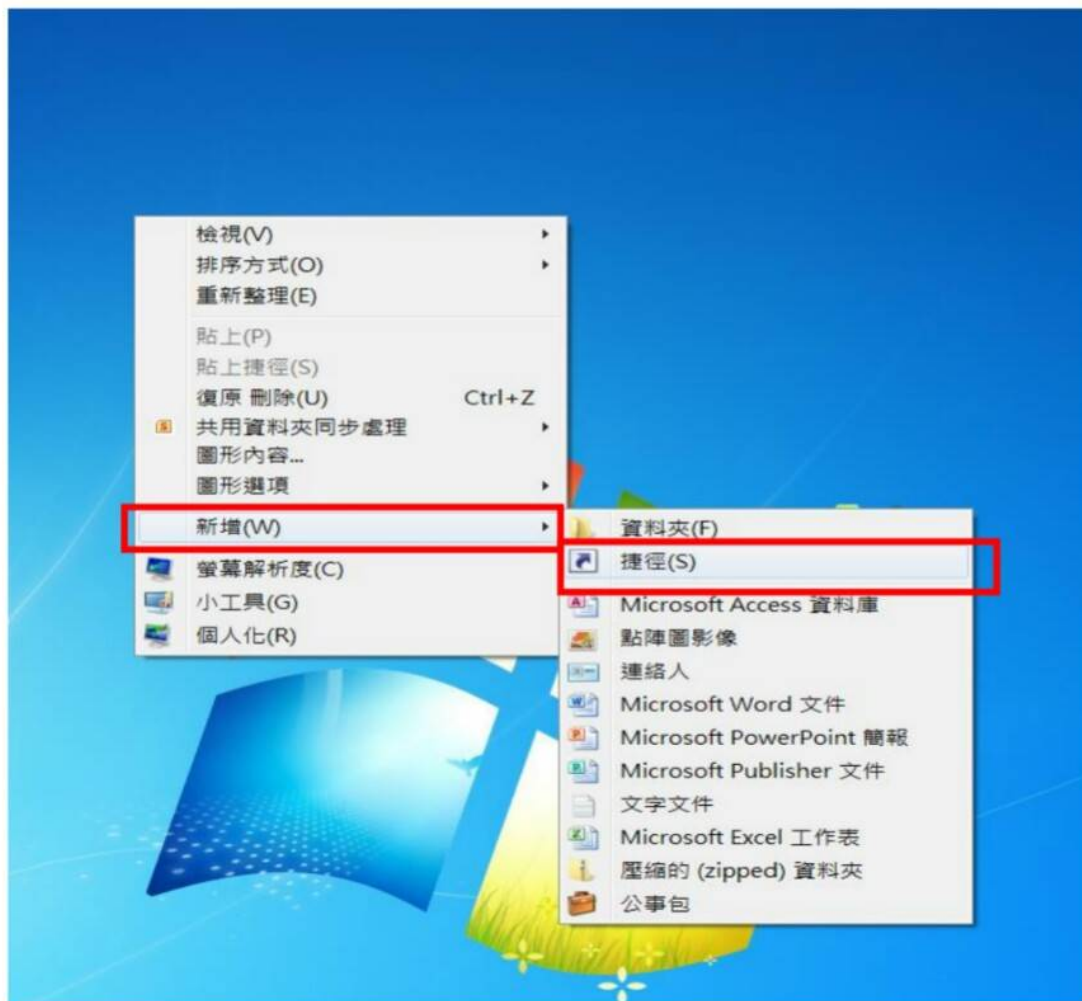 檢視(V)
排序方式(O)
重新整理(E)
貼上(P)
貼上捷徑(S)
復原 刪除(U) Ctrl+Z
共用資料夾同步處理
圖形內容...
圖形選項
新增(W)
螢幕解析度(C)
小工具(G)
個人化(R)
資料夾(F)
捷徑(S)
Microsoft Access 資料庫
點陣圖影像
連絡人
Microsoft Word 文件
Microsoft PowerPoint 簡報
Microsoft Publisher 文件
文字文件
Microsoft Excel 工作表
壓縮的 (zipped) 資料夾
公事包